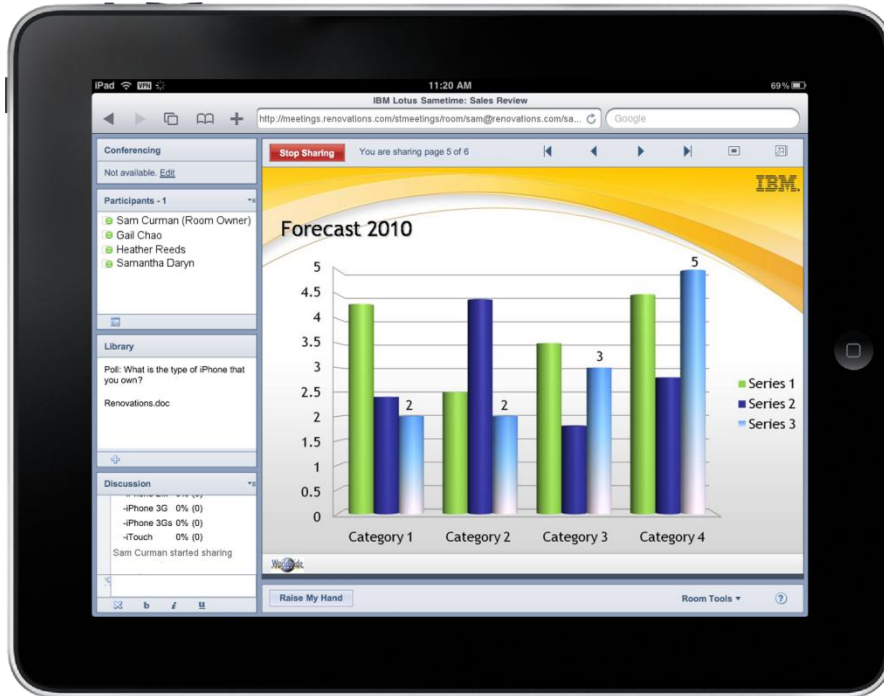 iPad VPN 11:20 AM 69%
IBM Lotus Sametime: Sales Review
http://meetings.renovations.com/stmeetings/room/sam@renovations.com/sa... Google
Conferencing
Not available. Edit
Participants - 1
Sam Curman (Room Owner)
Gail Chao
Heather Reeds
Samantha Daryn
Library
Poll: What is the type of iPhone that
you own?
Renovations.doc
Discussion
-iPhone 3G 0% (0)
-iPhone 3Gs 0% (0)
-iTouch 0% (0)
Sam Curman started sharing
b i u
Stop Sharing You are sharing page 5 of 6
IBM.
Forecast 2010
5
4.5
4
3.5
3
2.5
2
1.5
1
0.5
0
2
2
3
5
Category 1 Category 2 Category 3 Category 4
Series 1
Series 2
Series 3
Raise My Hand Room Tools ?